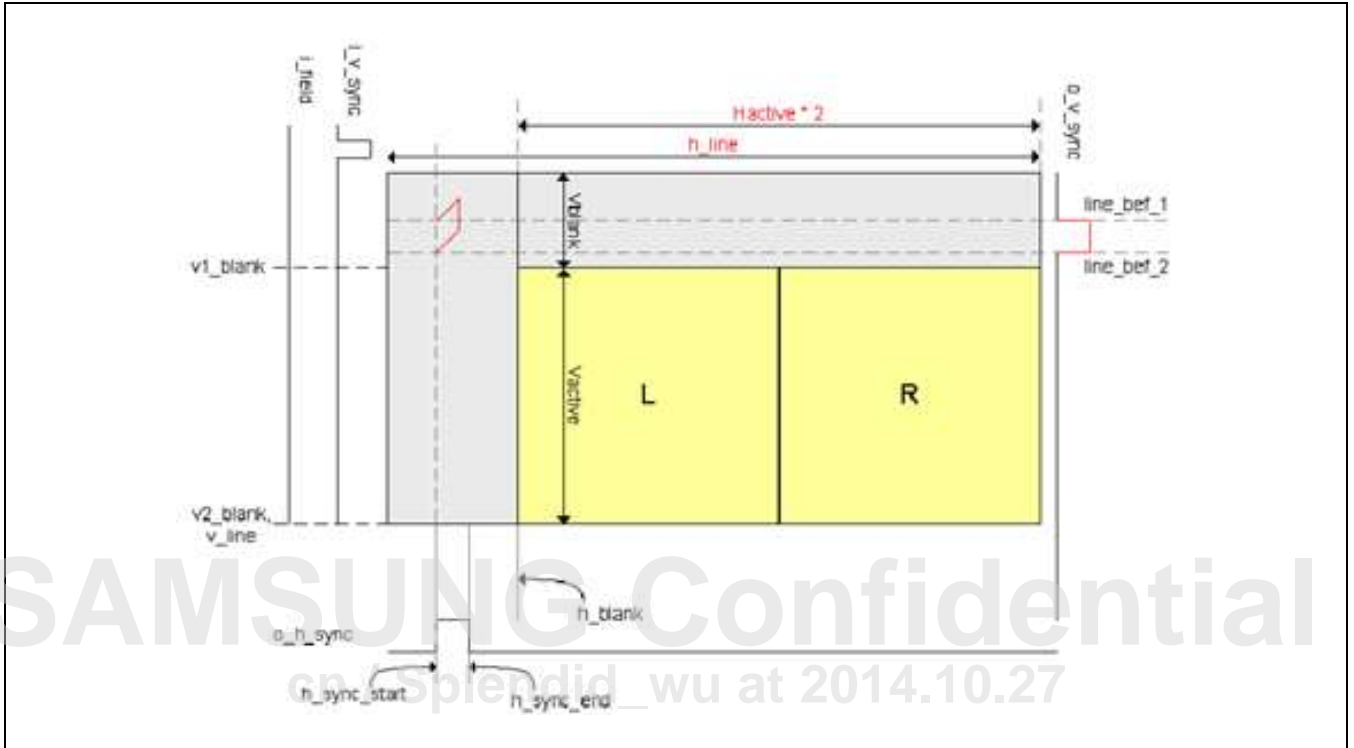 i_field
i_v_sync
Hactive * 2
h_line
o_v_sync
line_bef_1
Vblank
v1_blank
line_bef_2
Vactive
L
R
v2_blank,
v_line
SAMSUNG Confidential
h_blank
o_h_sync
cn / Splendid_wu at 2014.10.27
h_sync_start
h_sync_end